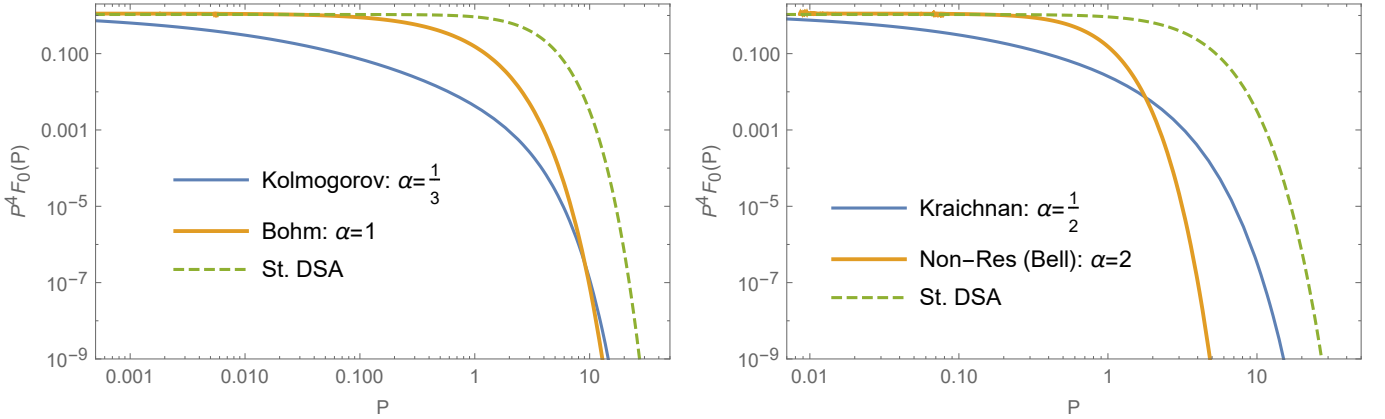 0.100
0.001
10⁻⁵
10⁻⁷
10⁻⁹
P⁴F₀(P)
Kolmogorov: α=1/3
Bohm: α=1
St. DSA
0.001 0.010 0.100 1 10
P
0.100
0.001
10⁻⁵
10⁻⁷
10⁻⁹
P⁴F₀(P)
Kraichnan: α=1/2
Non−Res (Bell): α=2
St. DSA
0.01 0.10 1 10
P